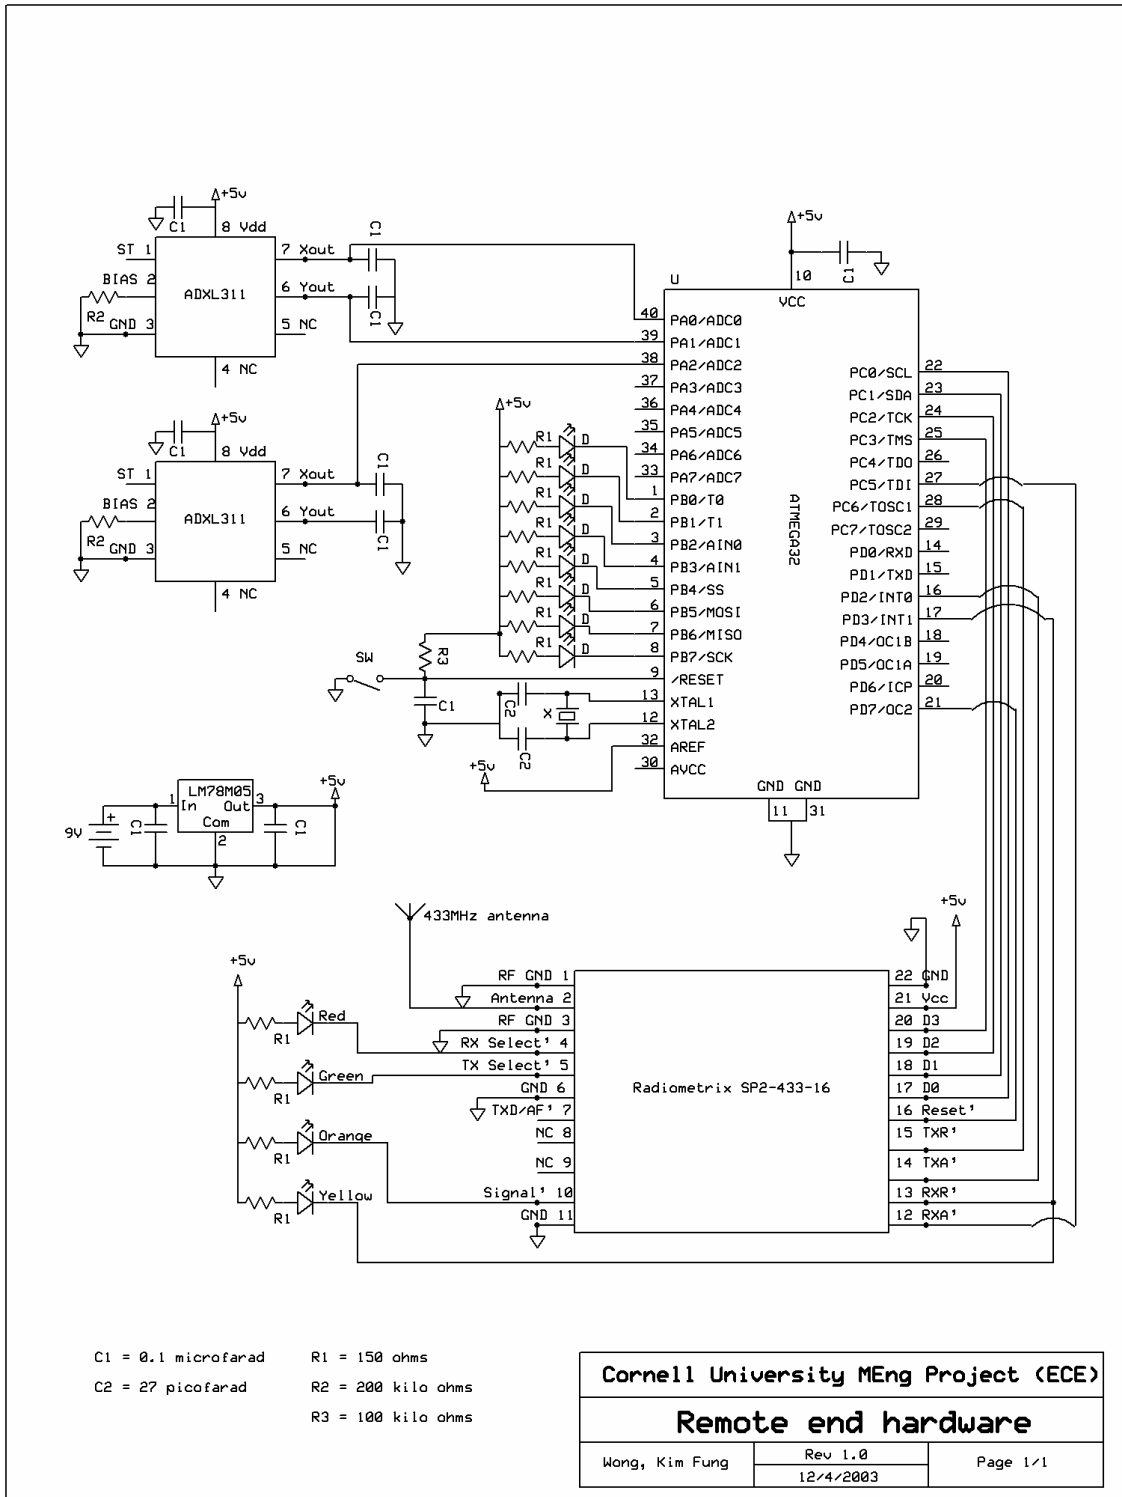 +5v
C1
8 Vdd
ST 1
7 Xout
C1
BIAS 2
ADXL311
6 Yout
R2
GND 3
5 NC
C1
4 NC
+5v
C1
8 Vdd
ST 1
7 Xout
C1
BIAS 2
ADXL311
6 Yout
R2
GND 3
5 NC
C1
4 NC
+5v
C1
10
U
VCC
40 PA0/ADC0
39 PA1/ADC1
38 PA2/ADC2
37 PA3/ADC3
36 PA4/ADC4
35 PA5/ADC5
34 PA6/ADC6
33 PA7/ADC7
1 PB0/T0
2 PB1/T1
3 PB2/AIN0
4 PB3/AIN1
5 PB4/SS
6 PB5/MOSI
7 PB6/MISO
8 PB7/SCK
9 /RESET
13 XTAL1
12 XTAL2
32 AREF
30 AVCC
ATMEGA32
PC0/SCL 22
PC1/SDA 23
PC2/TCK 24
PC3/TMS 25
PC4/TDO 26
PC5/TDI 27
PC6/TOSC1 28
PC7/TOSC2 29
PD0/RXD 14
PD1/TXD 15
PD2/INT0 16
PD3/INT1 17
PD4/OC1B 18
PD5/OC1A 19
PD6/ICP 20
PD7/OC2 21
GND GND
11 31
+5v
R1 D
R1 D
R1 D
R1 D
R1 D
R1 D
R1 D
R1 D
SW
R3
C1
C2
X
C2
+5v
+5v
LM78M05
1 In Out 3
Com
2
9V
+
C1
C1
433MHz antenna
+5v
+5v
Red
R1
Green
R1
Orange
R1
Yellow
R1
RF GND 1
Antenna 2
RF GND 3
RX Select' 4
TX Select' 5
GND 6
TXD/AF' 7
NC 8
NC 9
Signal' 10
GND 11
Radiometrix SP2-433-16
22 GND
21 Vcc
20 D3
19 D2
18 D1
17 D0
16 Reset'
15 TXR'
14 TXA'
13 RXR'
12 RXA'
C1 = 0.1 microfarad
C2 = 27 picofarad
R1 = 150 ohms
R2 = 200 kilo ohms
R3 = 100 kilo ohms
Cornell University MEng Project (ECE)
Remote end hardware
Wong, Kim Fung
Rev 1.0
12/4/2003
Page 1/1